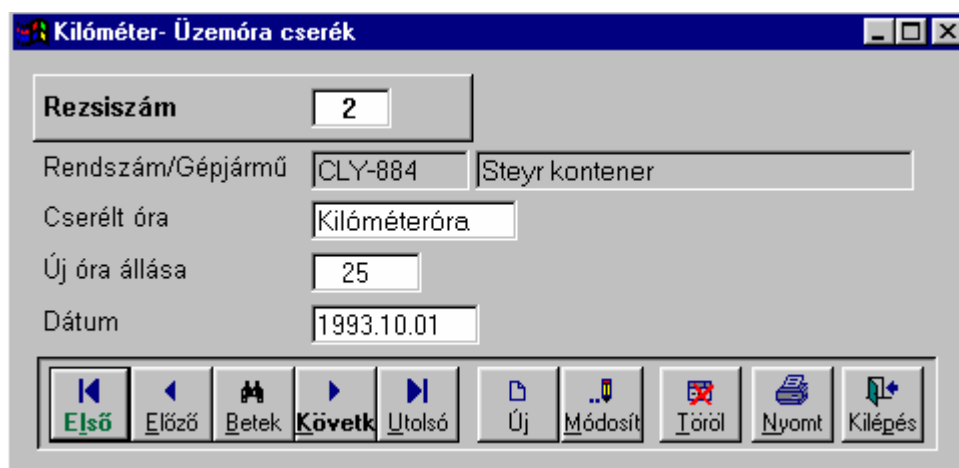 Kilóméter- Üzemóra cserék
Rezsiszám 2
Rendszám/Gépjármű CLY-884 Steyr kontener
Cserélt óra Kilóméteróra
Új óra állása 25
Dátum 1993.10.01
Első Előző Betek Követk Utolsó Új Módosít Töröl Nyomt Kilépés